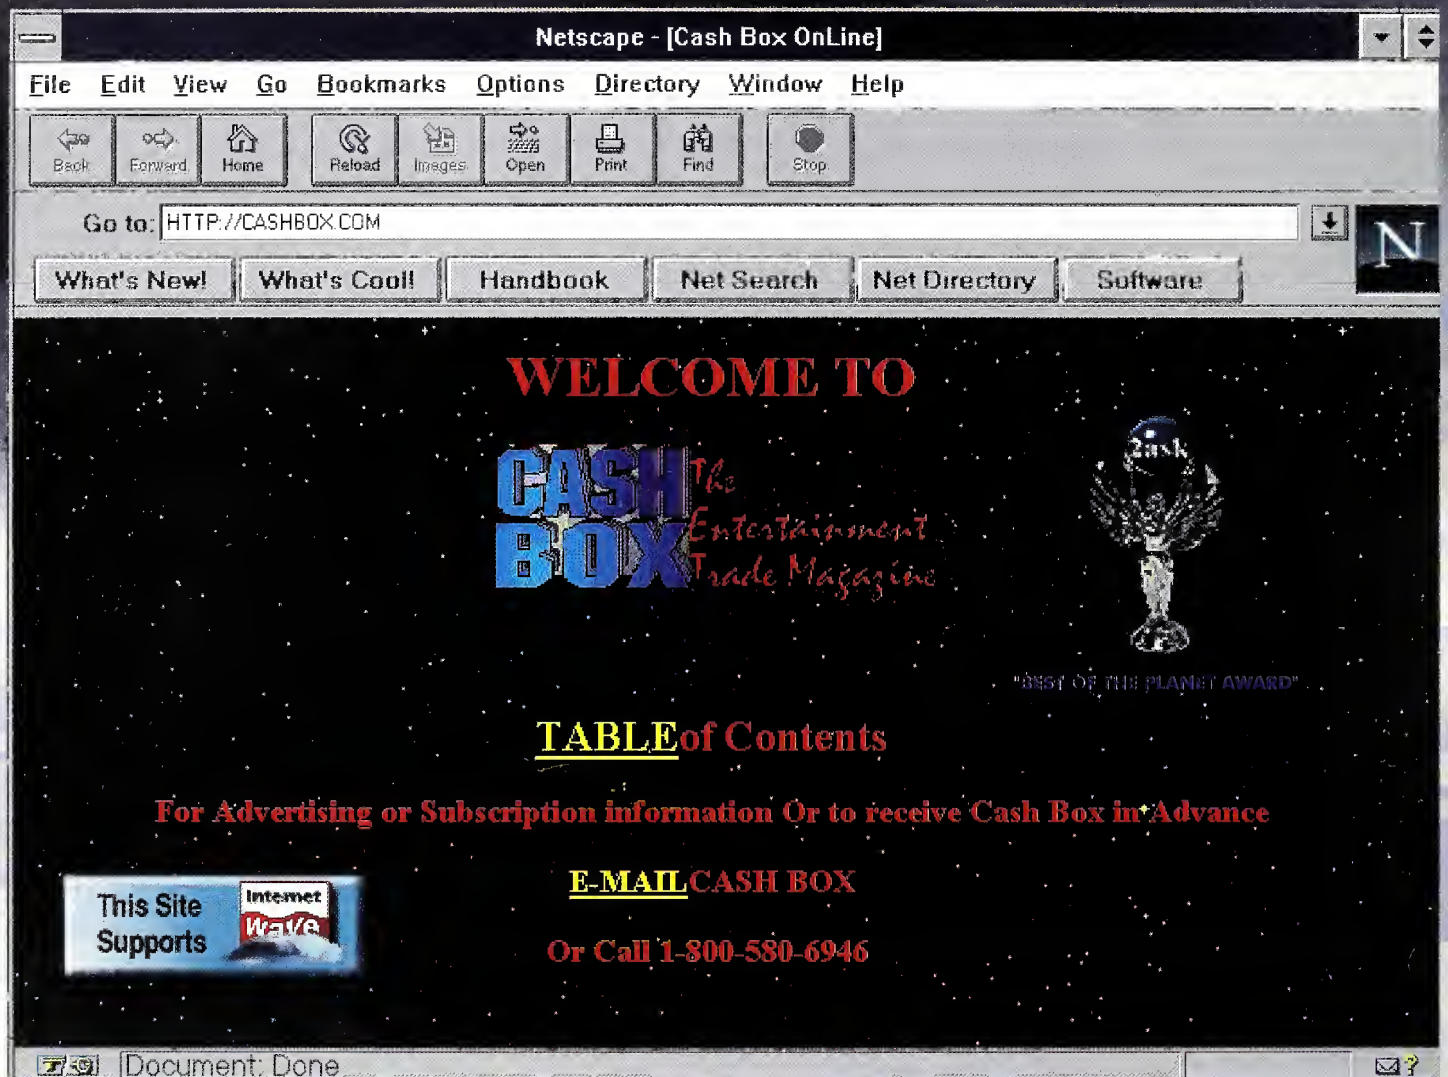 Netscape - [Cash Box OnLine]
File Edit View Go Bookmarks Options Directory Window Help
Back Forward Home Reload Images Open Print Find Stop
Go to: HTTP://CASHBOX.COM
N
What's New! What's Cool! Handbook Net Search Net Directory Software
WELCOME TO
CASH BOX
The
Entertainment
Trade Magazine
"BEST OF THE PLANET AWARD"
TABLE of Contents
For Advertising or Subscription information Or to receive Cash Box in Advance
E-MAIL CASH BOX
Or Call 1-800-580-6946
This Site
Supports
Internet
Wave
Document: Done
?